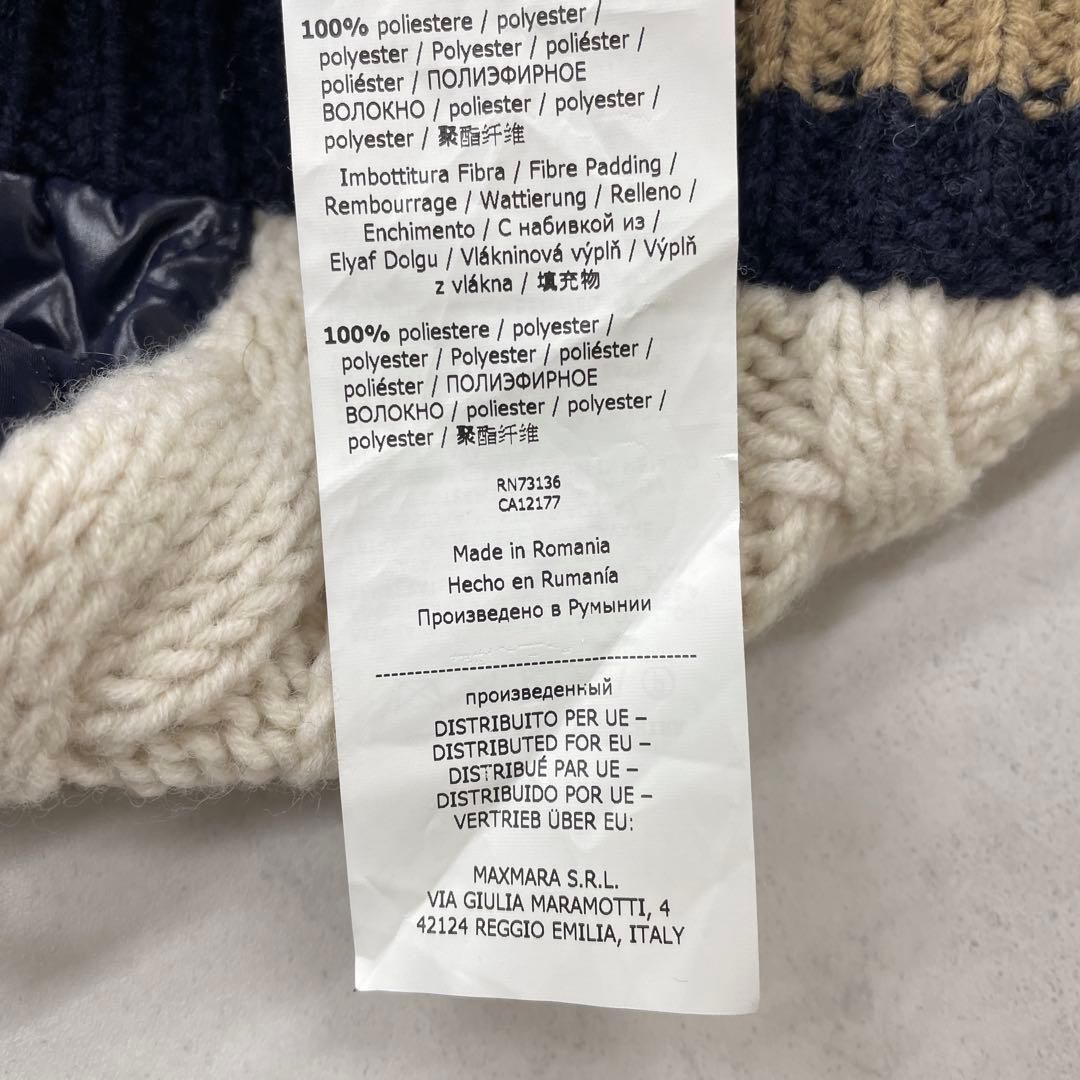 100% poliestere / polyester /
polyester / Polyester / poliéster /
poliéster / ПОЛИЭФИРНОЕ
ВОЛОКНО / poliester / polyester /
polyester / 聚酯纤维
Imbottitura Fibra / Fibre Padding /
Rembourrage / Wattierung / Relleno /
Enchimento / С набивкой из /
Elyaf Dolgu / Vlákninová výplň / Výplň
z vlákna / 填充物
100% poliestere / polyester /
polyester / Polyester / poliéster /
poliéster / ПОЛИЭФИРНОЕ
ВОЛОКНО / poliester / polyester /
polyester / 聚酯纤维
RN73136
CA12177
Made in Romania
Hecho en Rumanía
Произведено в Румынии
произведенный
DISTRIBUITO PER UE –
DISTRIBUTED FOR EU –
DISTRIBUÉ PAR UE –
DISTRIBUIDO POR UE –
VERTRIEB ÜBER EU:
MAXMARA S.R.L.
VIA GIULIA MARAMOTTI, 4
42124 REGGIO EMILIA, ITALY